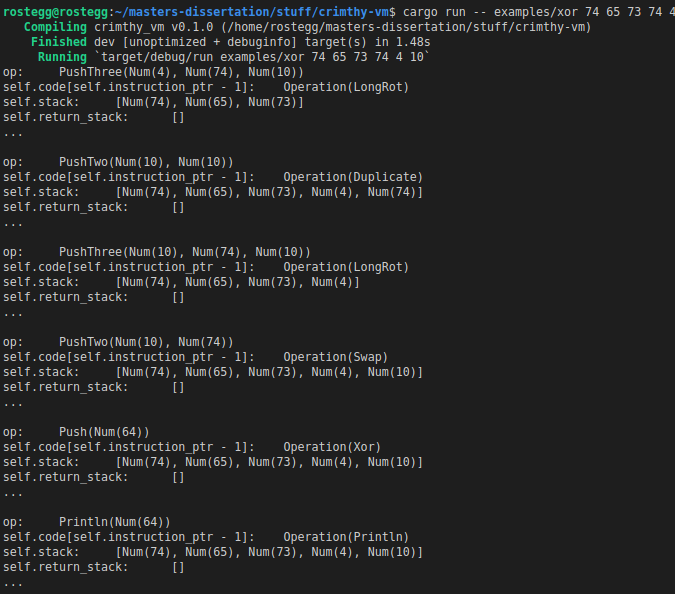 rostegg@rostegg:~/masters-dissertation/stuff/crimthy-vm$ cargo run -- examples/xor 74 65 73 74 4
   Compiling crimthy_vm v0.1.0 (/home/rostegg/masters-dissertation/stuff/crimthy-vm)
    Finished dev [unoptimized + debuginfo] target(s) in 1.48s
     Running `target/debug/run examples/xor 74 65 73 74 4 10`
op:     PushThree(Num(4), Num(74), Num(10))
self.code[self.instruction_ptr - 1]:    Operation(LongRot)
self.stack:     [Num(74), Num(65), Num(73)]
self.return_stack:      []
...
op:     PushTwo(Num(10), Num(10))
self.code[self.instruction_ptr - 1]:    Operation(Duplicate)
self.stack:     [Num(74), Num(65), Num(73), Num(4), Num(74)]
self.return_stack:      []
...
op:     PushThree(Num(10), Num(74), Num(10))
self.code[self.instruction_ptr - 1]:    Operation(LongRot)
self.stack:     [Num(74), Num(65), Num(73), Num(4)]
self.return_stack:      []
...
op:     PushTwo(Num(10), Num(74))
self.code[self.instruction_ptr - 1]:    Operation(Swap)
self.stack:     [Num(74), Num(65), Num(73), Num(4), Num(10)]
self.return_stack:      []
...
op:     Push(Num(64))
self.code[self.instruction_ptr - 1]:    Operation(Xor)
self.stack:     [Num(74), Num(65), Num(73), Num(4), Num(10)]
self.return_stack:      []
...
op:     Println(Num(64))
self.code[self.instruction_ptr - 1]:    Operation(Println)
self.stack:     [Num(74), Num(65), Num(73), Num(4), Num(10)]
self.return_stack:      []
...